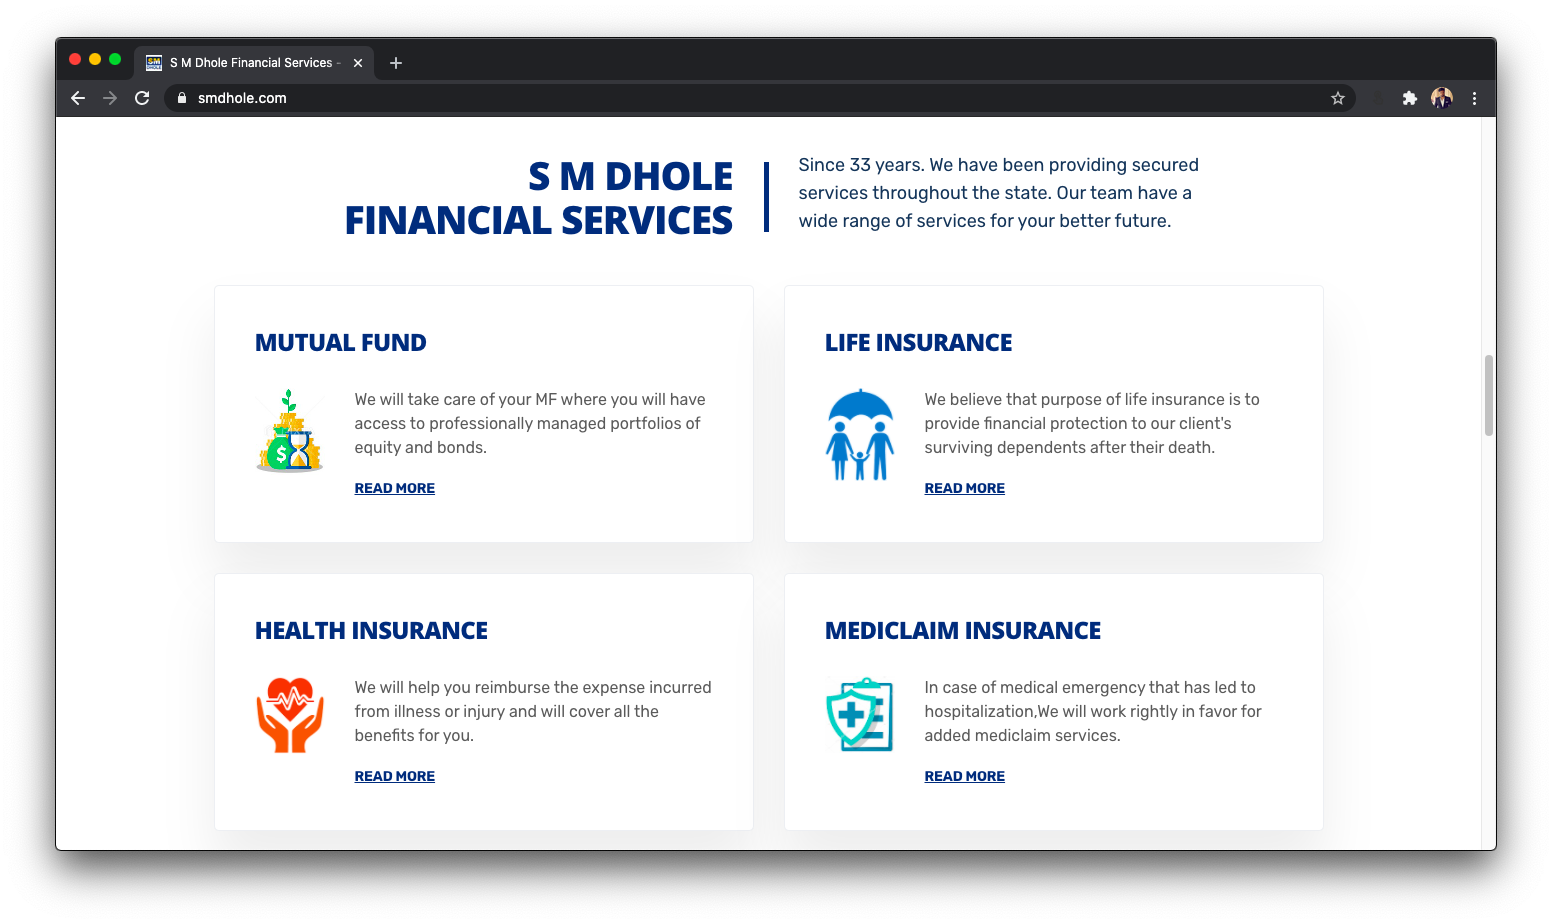 SM
DHOLE
S M Dhole Financial Services -
smdhole.com
S M DHOLE
FINANCIAL SERVICES
Since 33 years. We have been providing secured
services throughout the state. Our team have a
wide range of services for your better future.
MUTUAL FUND
$
We will take care of your MF where you will have
access to professionally managed portfolios of
equity and bonds.
READ MORE
LIFE INSURANCE
We believe that purpose of life insurance is to
provide financial protection to our client's
surviving dependents after their death.
READ MORE
HEALTH INSURANCE
We will help you reimburse the expense incurred
from illness or injury and will cover all the
benefits for you.
READ MORE
MEDICLAIM INSURANCE
In case of medical emergency that has led to
hospitalization,We will work rightly in favor for
added mediclaim services.
READ MORE